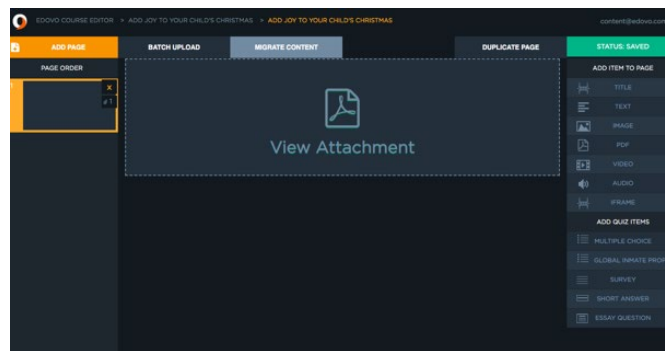 EDOVO COURSE EDITOR > ADD JOY TO YOUR CHILD'S CHRISTMAS > ADD JOY TO YOUR CHILD'S CHRISTMAS
content@edovo.com
ADD PAGE
BATCH UPLOAD
MIGRATE CONTENT
DUPLICATE PAGE
STATUS: SAVED
PAGE ORDER
X
# 1
View Attachment
ADD ITEM TO PAGE
TITLE
TEXT
IMAGE
PDF
VIDEO
AUDIO
IFRAME
ADD QUIZ ITEMS
MULTIPLE CHOICE
GLOBAL INMATE PROF
SURVEY
SHORT ANSWER
ESSAY QUESTION